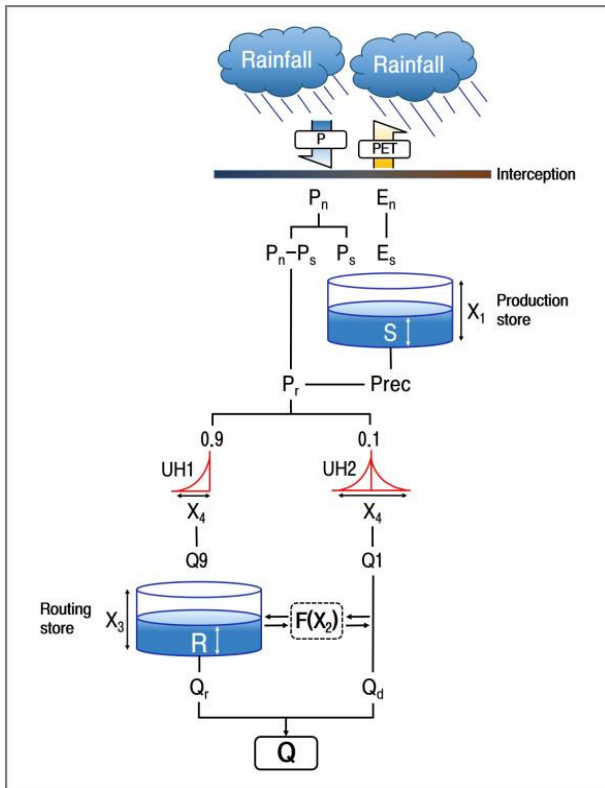 Rainfall
Rainfall
P
PET
Interception
Pn
En
Pn–Ps
Ps
Es
X1
Production
store
S
Pr
Prec
0.9
0.1
UH1
UH2
X4
X4
Q9
Q1
Routing
store
X3
R
F(X2)
Qr
Qd
Q